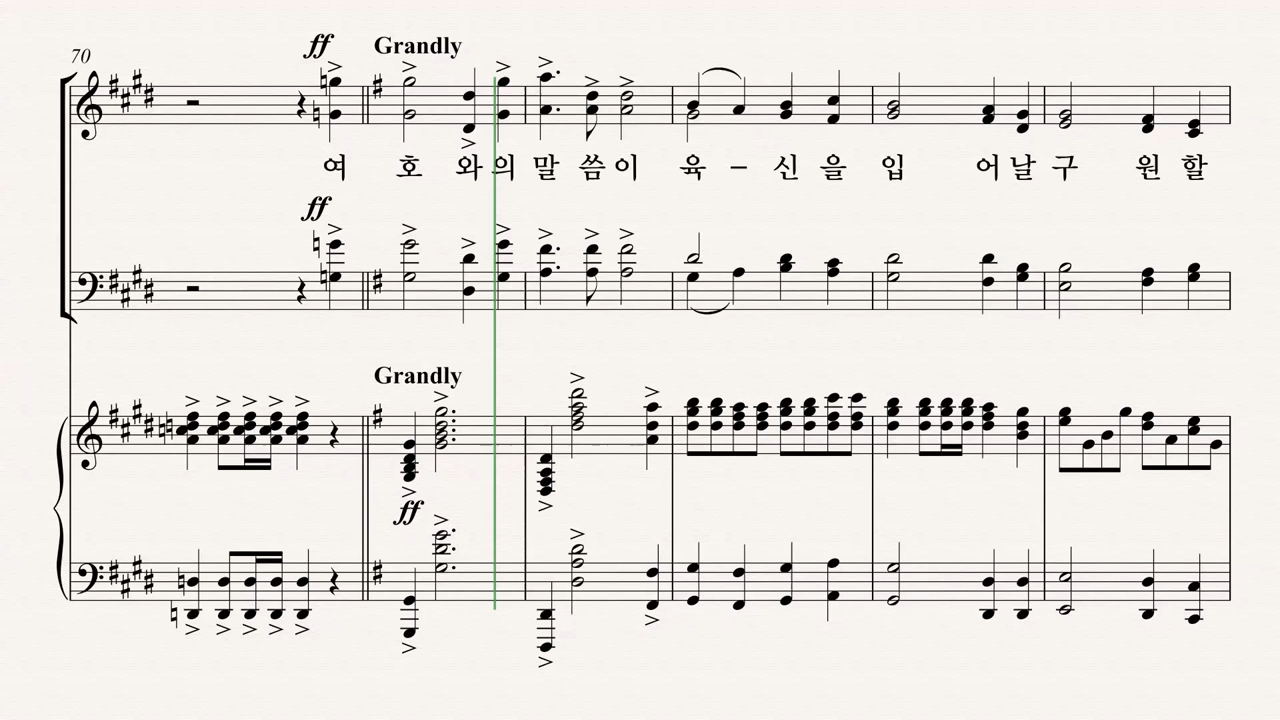 70
ff Grandly
여 호 와 의 말 씀 이 육 – 신 을 입 어 날 구 원 할
ff
Grandly
ff